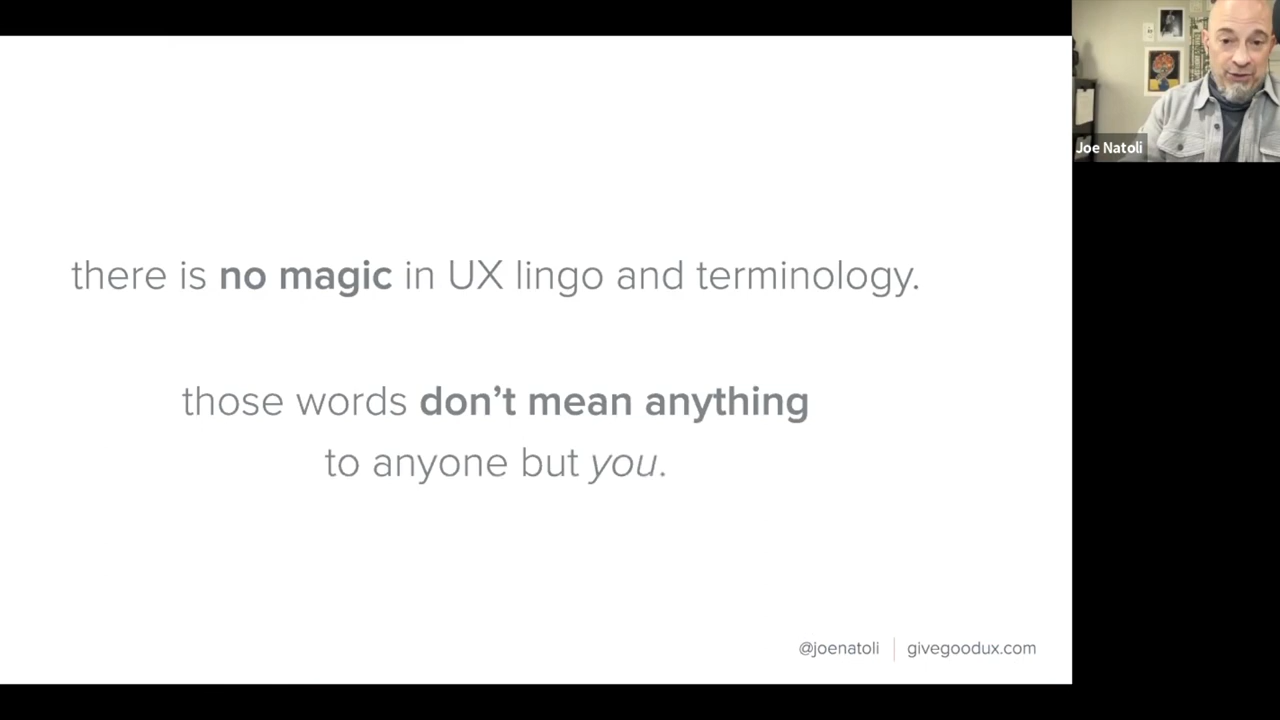 there is no magic in UX lingo and terminology.
those words don’t mean anything
to anyone but you.
@joenatoli | givegoodux.com
Joe Natoli